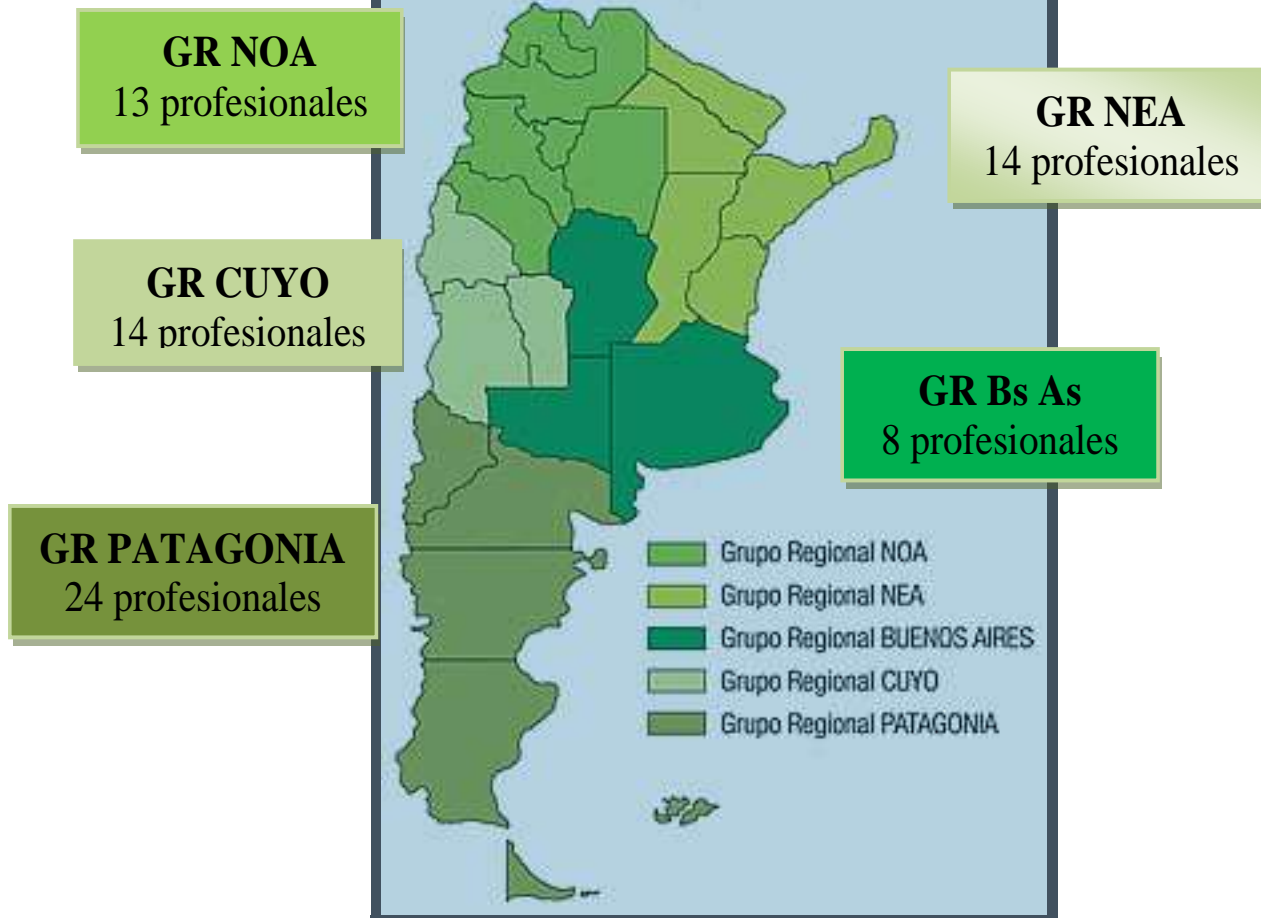 GR NOA
13 profesionales
GR NEA
14 profesionales
GR CUYO
14 profesionales
GR Bs As
8 profesionales
GR PATAGONIA
24 profesionales
Grupo Regional NOA
Grupo Regional NEA
Grupo Regional BUENOS AIRES
Grupo Regional CUYO
Grupo Regional PATAGONIA